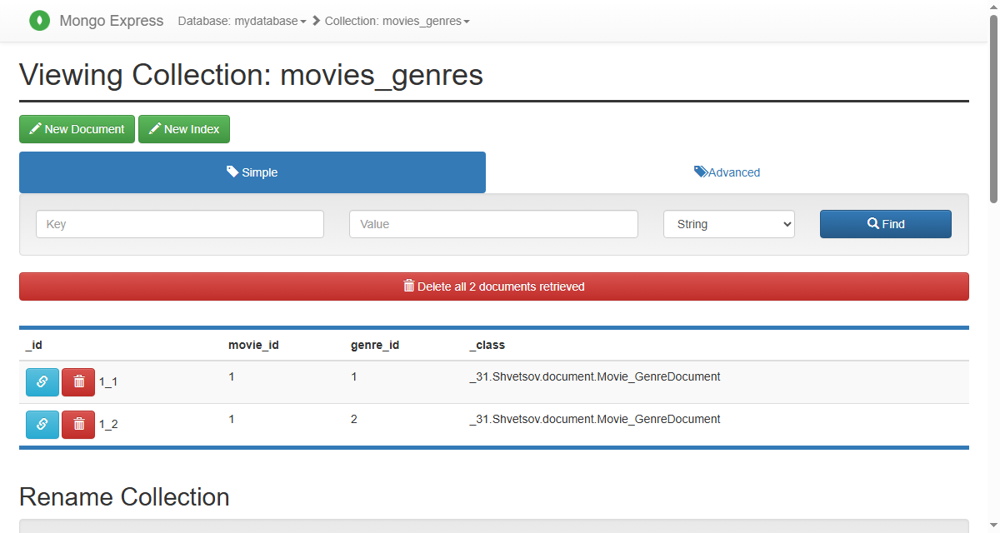 Mongo Express Database: mydatabase Collection: movies_genres
Viewing Collection: movies_genres
New Document New Index
Simple Advanced
Key Value String Find
Delete all 2 documents retrieved
_id movie_id genre_id _class
1_1 1 1 _31.Shvetsov.document.Movie_GenreDocument
1_2 1 2 _31.Shvetsov.document.Movie_GenreDocument
Rename Collection